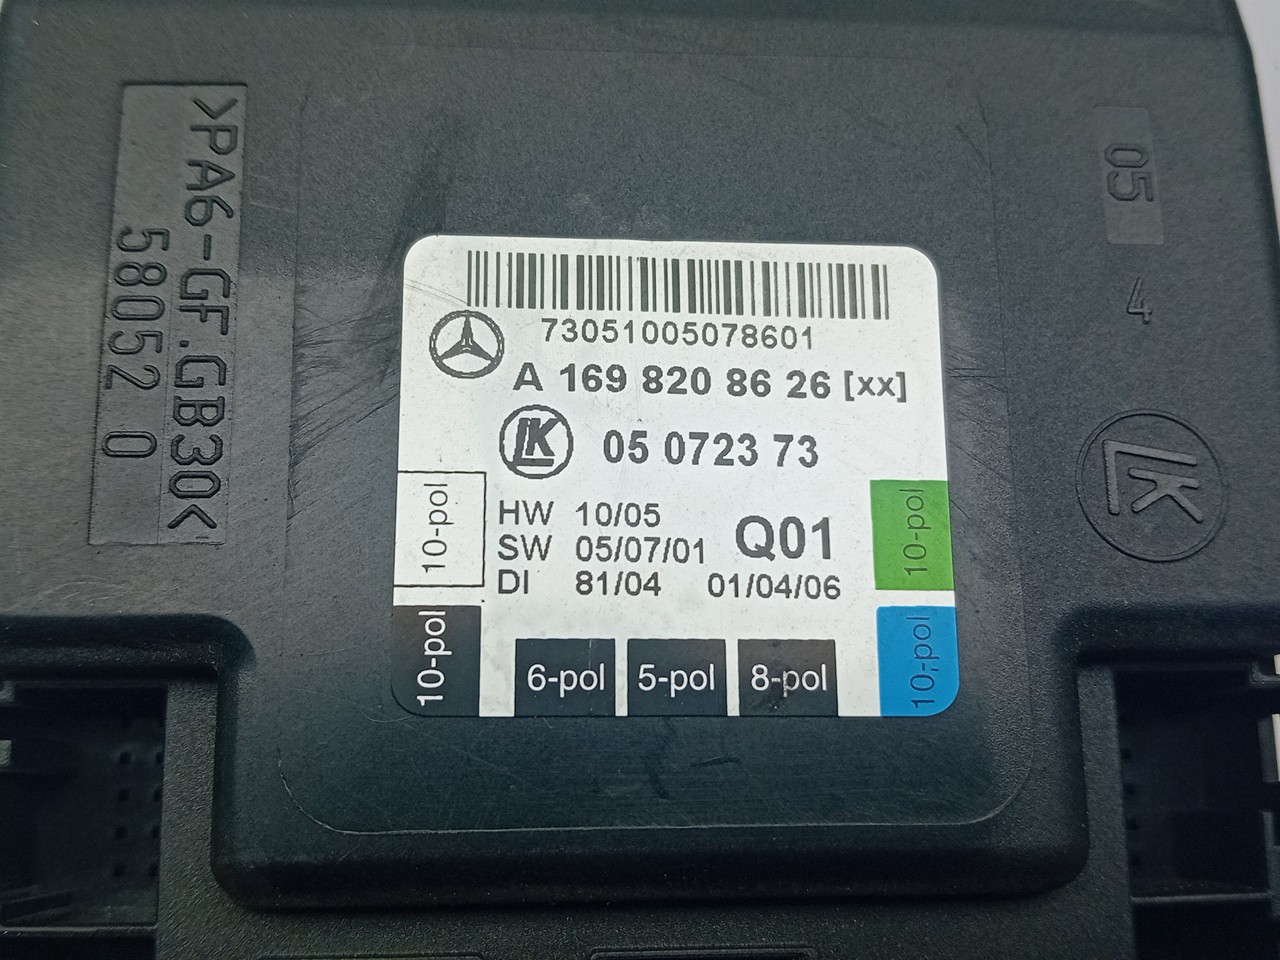 >PA6-GF.GB30<
58052 0
05
4
LK
73051005078601
A 169 820 86 26 [xx]
LK 05 0723 73
HW 10/05
SW 05/07/01
DI 81/04 01/04/06
Q01
10-pol
10-pol
10-pol
10-pol
6-pol 5-pol 8-pol